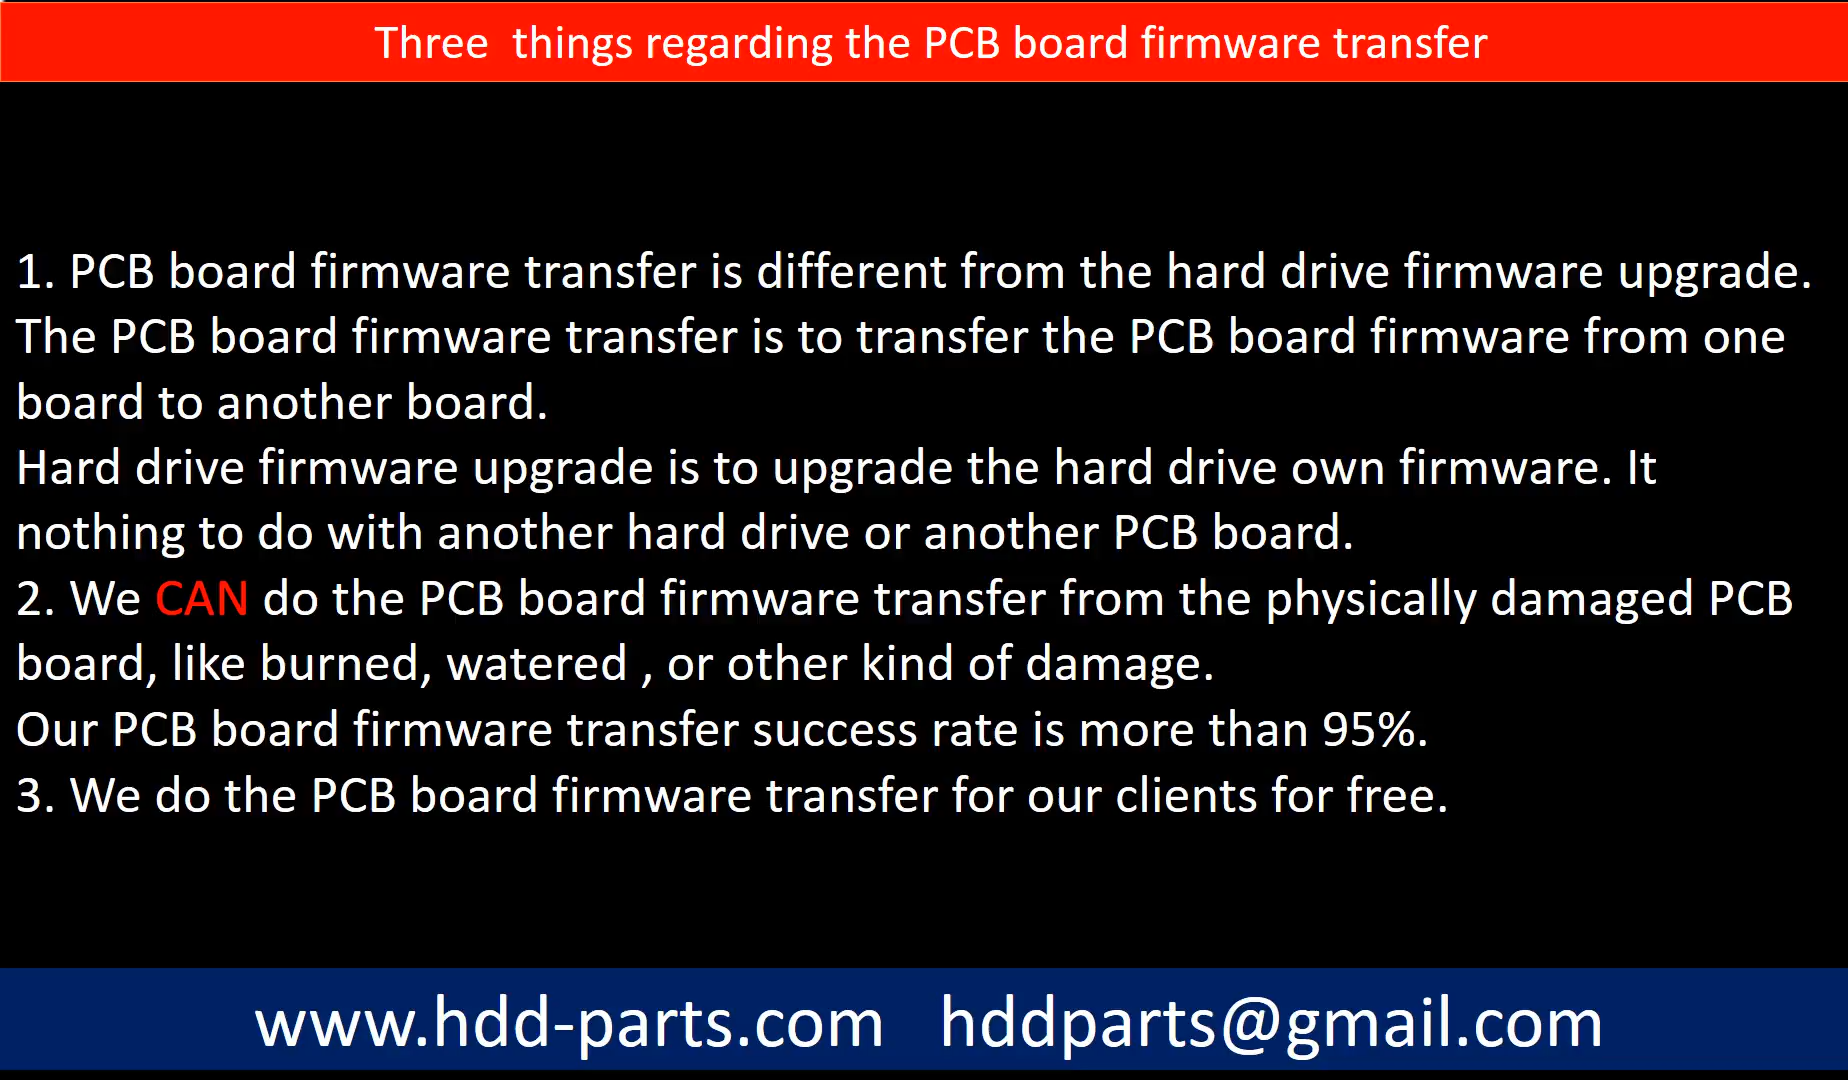 Three  things regarding the PCB board firmware transfer
1. PCB board firmware transfer is different from the hard drive firmware upgrade.
The PCB board firmware transfer is to transfer the PCB board firmware from one
board to another board.
Hard drive firmware upgrade is to upgrade the hard drive own firmware. It
nothing to do with another hard drive or another PCB board.
2. We CAN do the PCB board firmware transfer from the physically damaged PCB
board, like burned, watered , or other kind of damage.
Our PCB board firmware transfer success rate is more than 95%.
3. We do the PCB board firmware transfer for our clients for free.
www.hdd-parts.com   hddparts@gmail.com